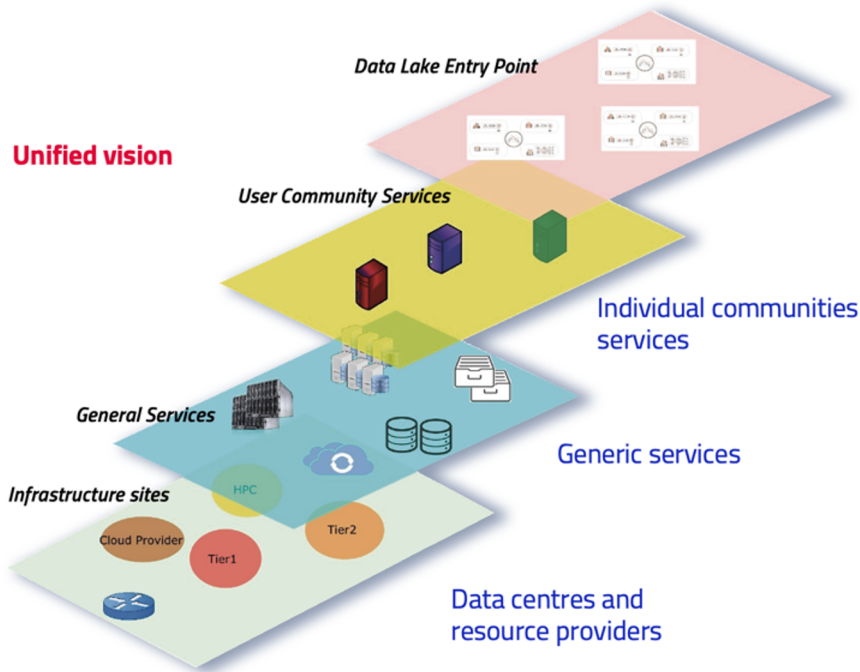 Data Lake Entry Point
Unified vision
User Community Services
Individual communities
services
General Services
Generic services
Infrastructure sites
HPC
Cloud Provider
Tier1
Tier2
Data centres and
resource providers